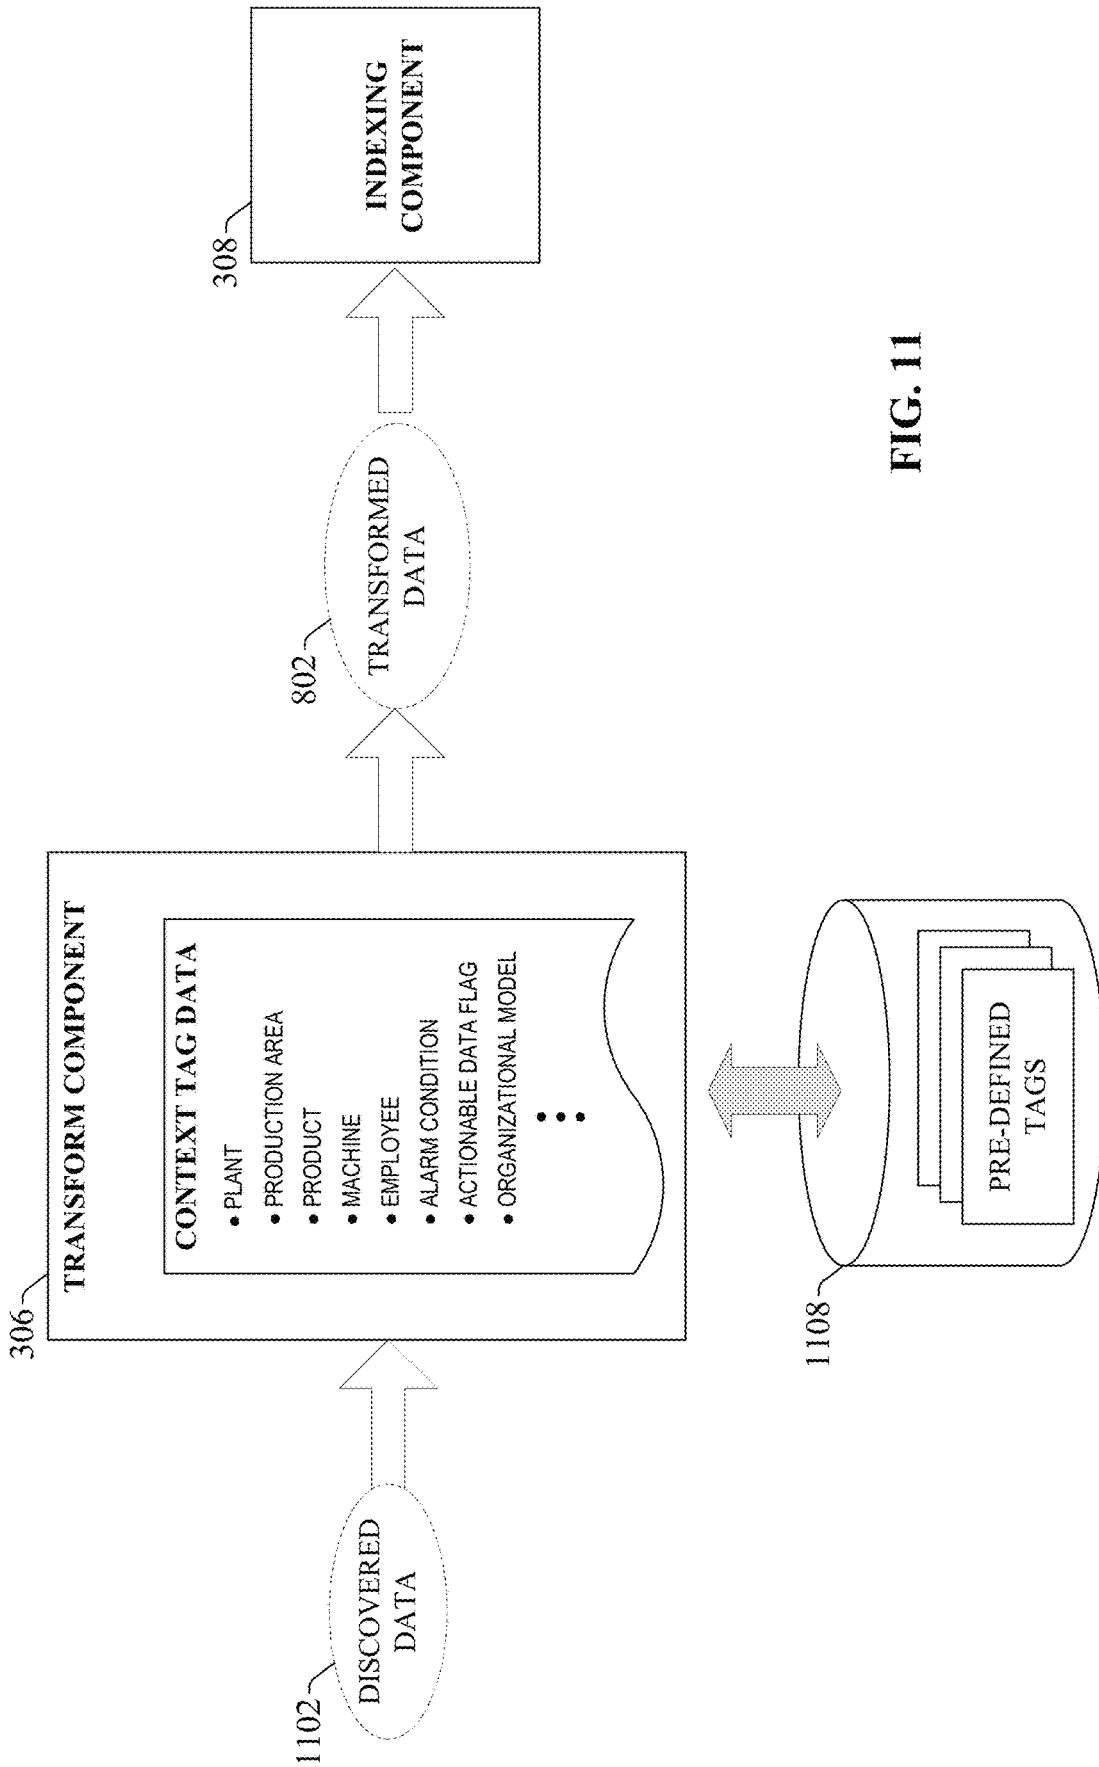 306
TRANSFORM COMPONENT
CONTEXT TAG DATA
• PLANT
• PRODUCTION AREA
• PRODUCT
• MACHINE
• EMPLOYEE
• ALARM CONDITION
• ACTIONABLE DATA FLAG
• ORGANIZATIONAL MODEL
1102
DISCOVERED
DATA
802
TRANSFORMED
DATA
308
INDEXING
COMPONENT
1108
PRE-DEFINED
TAGS
FIG. 11